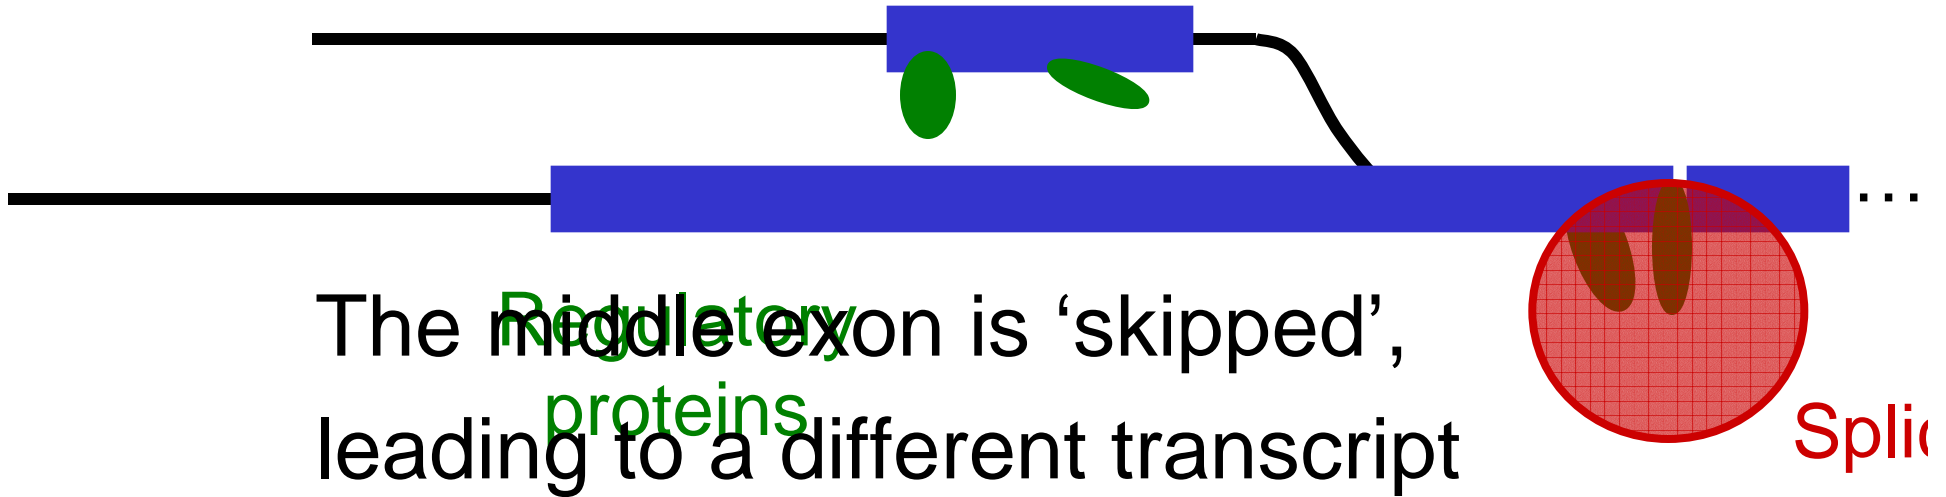 ...
Regulatory
proteins
The middle exon is ‘skipped’,
leading to a different transcript